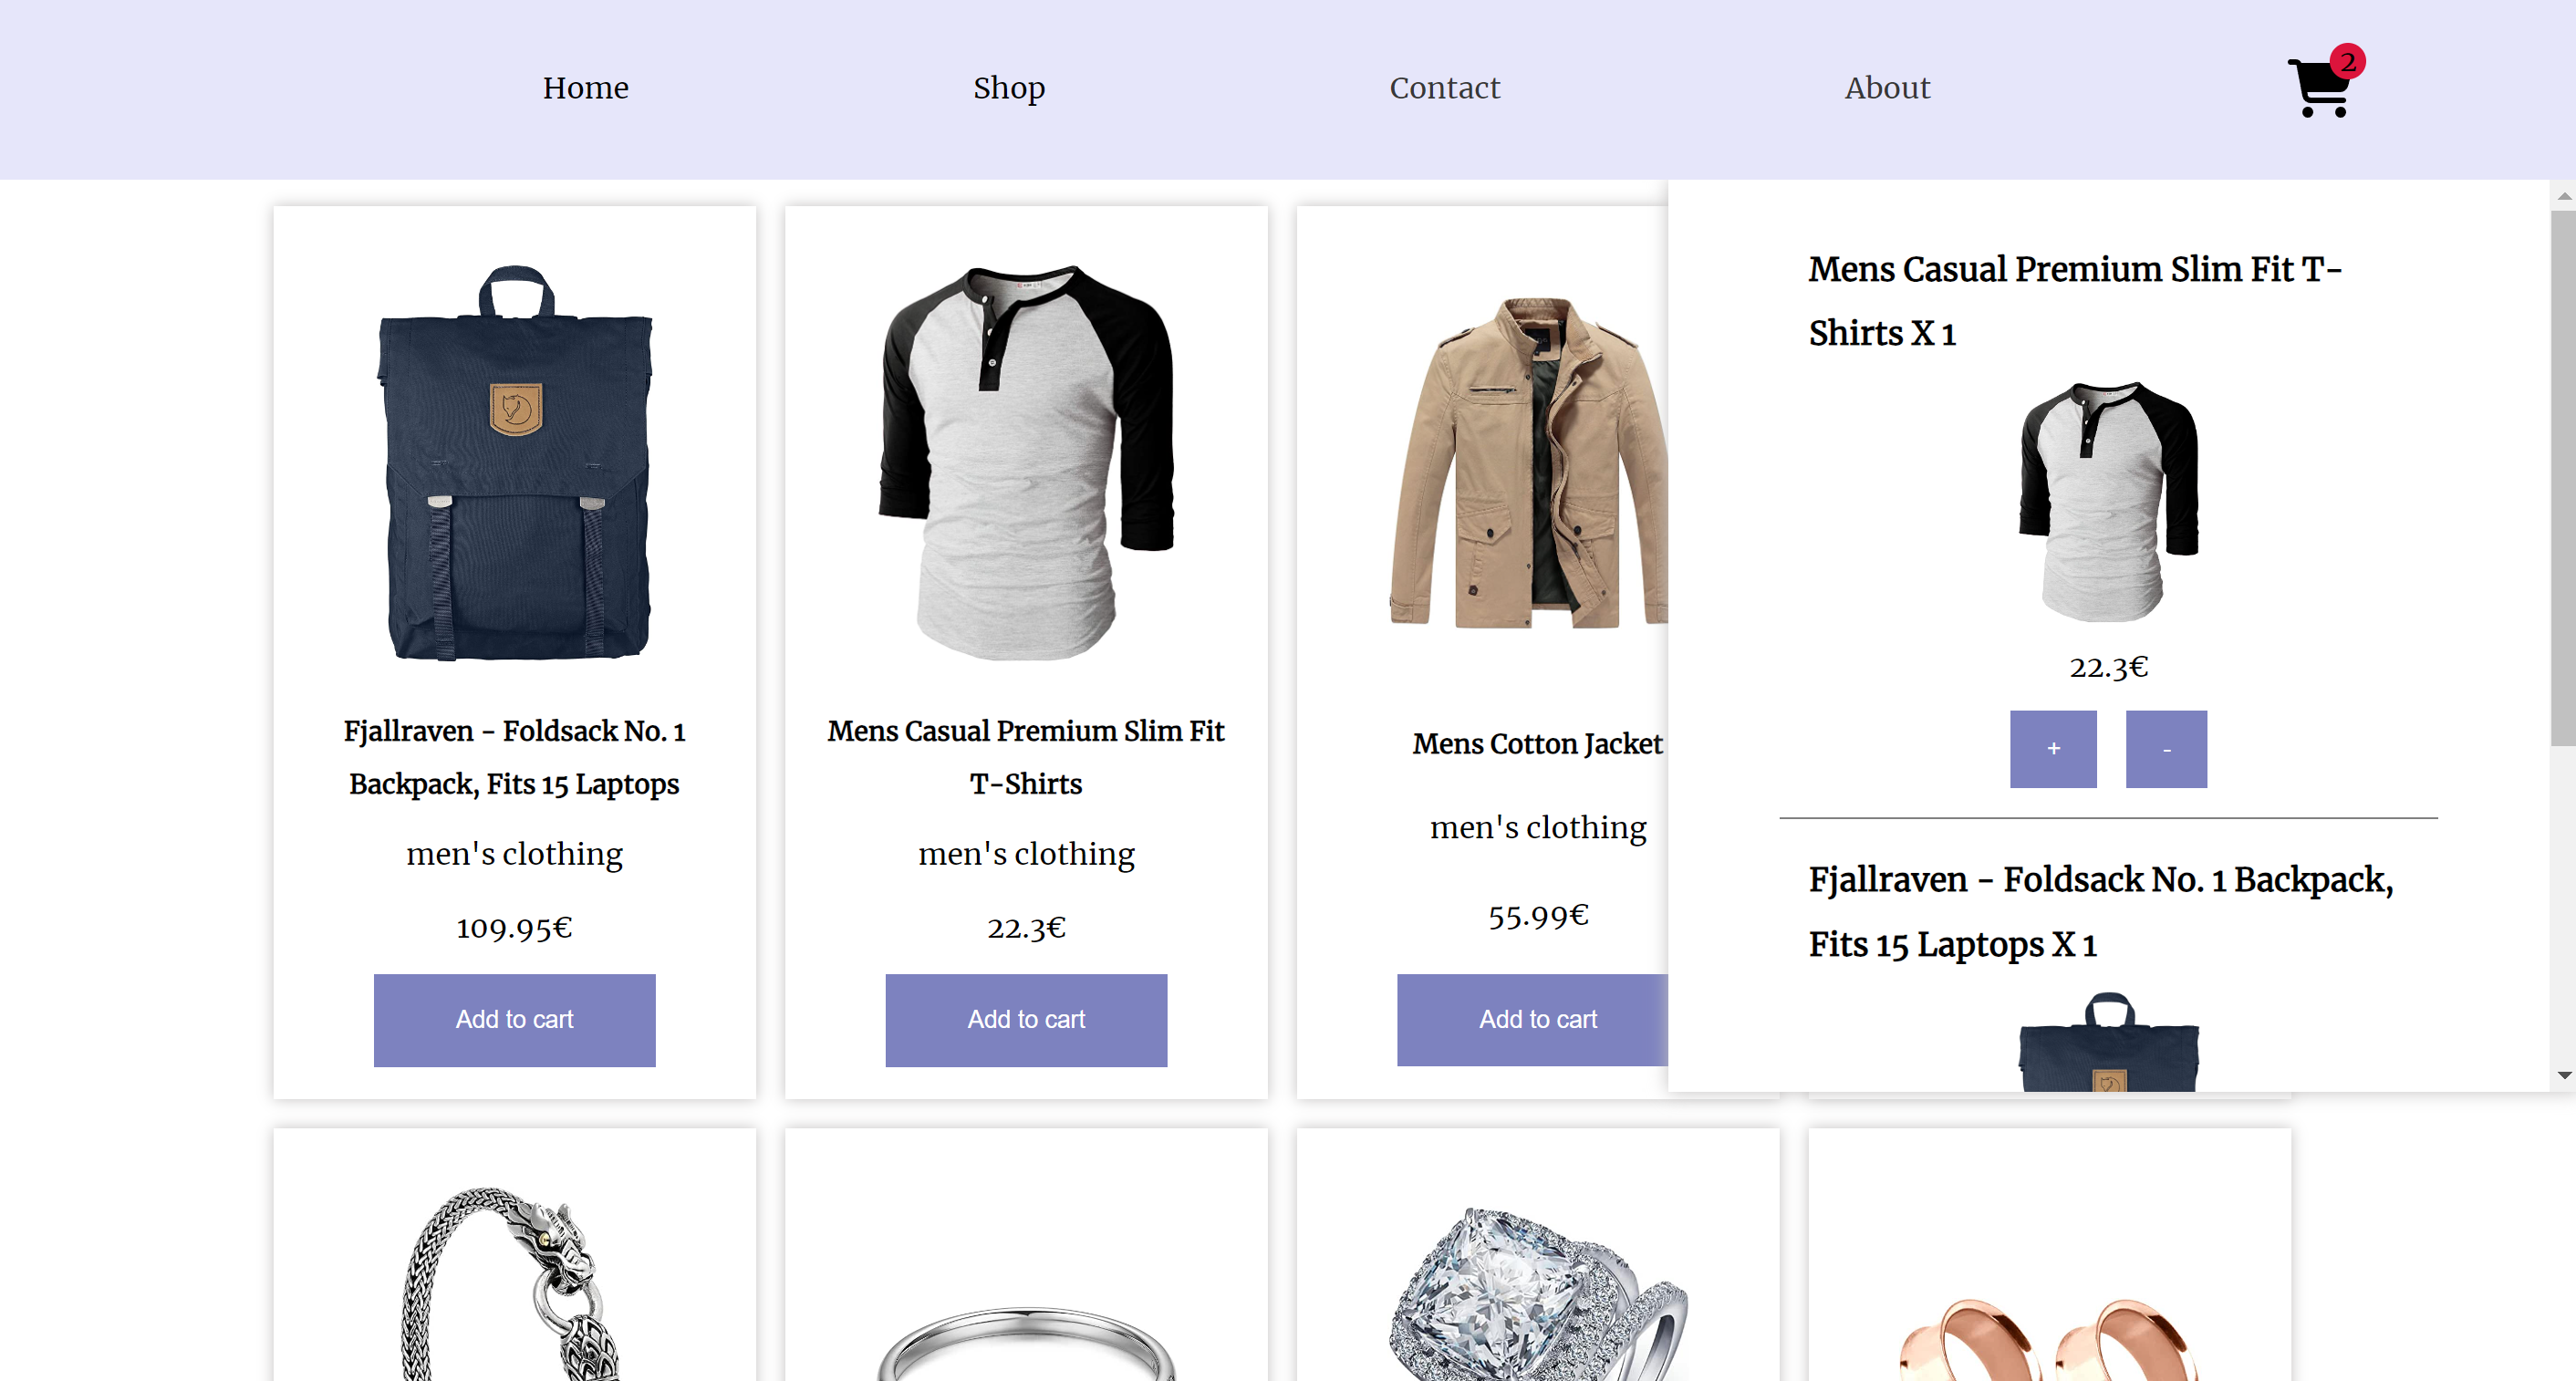 Home
Shop
Contact
About
2
Fjallraven - Foldsack No. 1
Backpack, Fits 15 Laptops
men's clothing
109.95€
Add to cart
Mens Casual Premium Slim Fit
T-Shirts
men's clothing
22.3€
Add to cart
Mens Cotton Jacket
men's clothing
55.99€
Add to cart
Mens Casual Premium Slim Fit T-
Shirts X 1
22.3€
+
-
Fjallraven - Foldsack No. 1 Backpack,
Fits 15 Laptops X 1